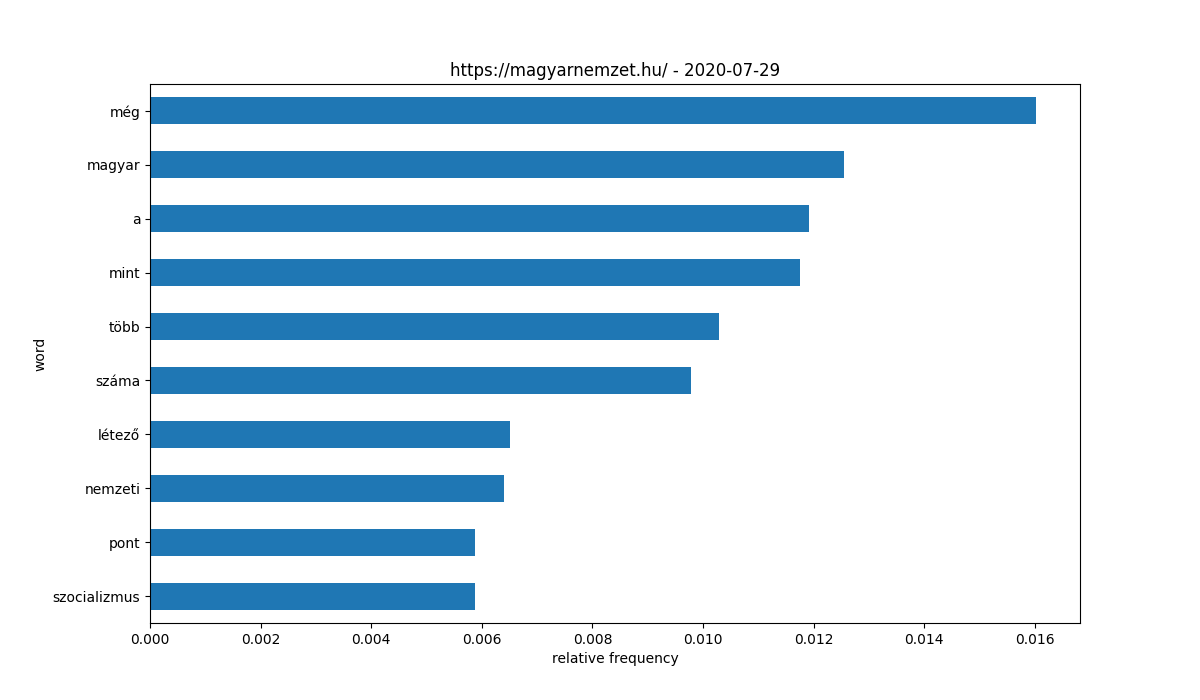 https://magyarnemzet.hu/ - 2020-07-29
még
magyar
a
mint
több
száma
létező
nemzeti
pont
szocializmus
word
0.000 0.002 0.004 0.006 0.008 0.010 0.012 0.014 0.016
relative frequency